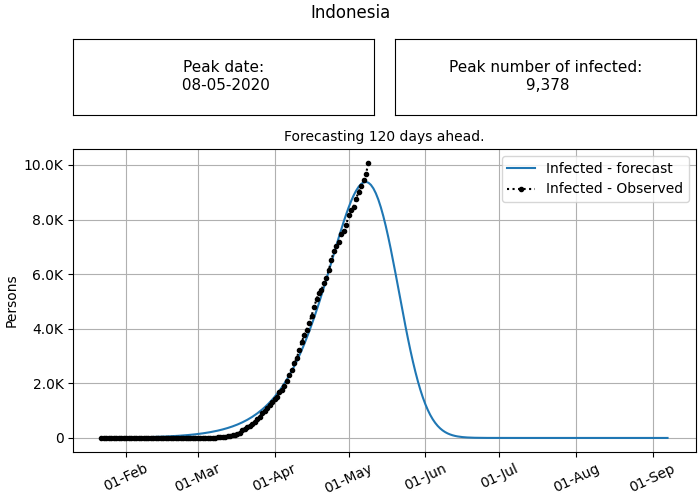 Indonesia
Peak date:
08-05-2020
Peak number of infected:
9,378
Forecasting 120 days ahead.
Infected - forecast
Infected - Observed
Persons
10.0K
8.0K
6.0K
4.0K
2.0K
0
01-Feb
01-Mar
01-Apr
01-May
01-Jun
01-Jul
01-Aug
01-Sep